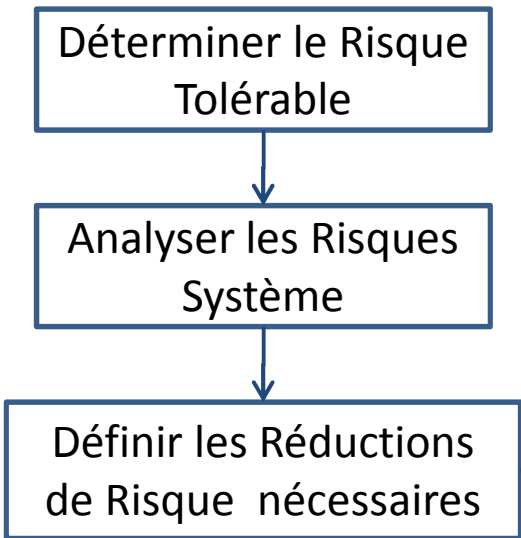 Déterminer le Risque
Tolérable
Analyser les Risques
Système
Définir les Réductions
de Risque  nécessaires